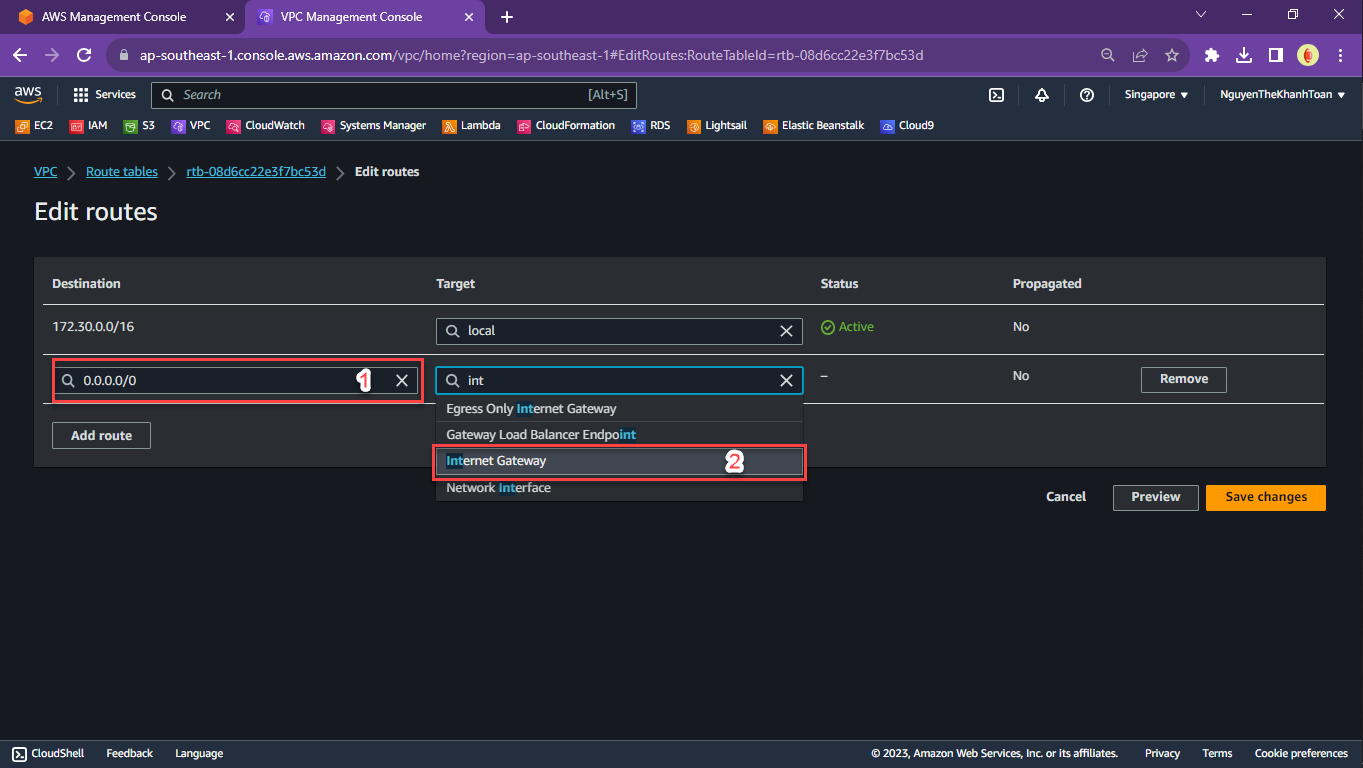 AWS Management Console
VPC Management Console
ap-southeast-1.console.aws.amazon.com/vpc/home?region=ap-southeast-1#EditRoutes:RouteTableId=rtb-08d6cc22e3f7bc53d
aws Services Search [Alt+S] Singapore NguyenTheKhanhToan
EC2 IAM S3 VPC CloudWatch Systems Manager Lambda CloudFormation RDS Lightsail Elastic Beanstalk Cloud9
VPC Route tables rtb-08d6cc22e3f7bc53d Edit routes
Edit routes
Destination Target Status Propagated
172.30.0.0/16 local Active No
0.0.0.0/0 1 int – No Remove
Egress Only Internet Gateway
Add route Gateway Load Balancer Endpoint
Internet Gateway 2
Network Interface
Cancel Preview Save changes
CloudShell Feedback Language © 2023, Amazon Web Services, Inc. or its affiliates. Privacy Terms Cookie preferences